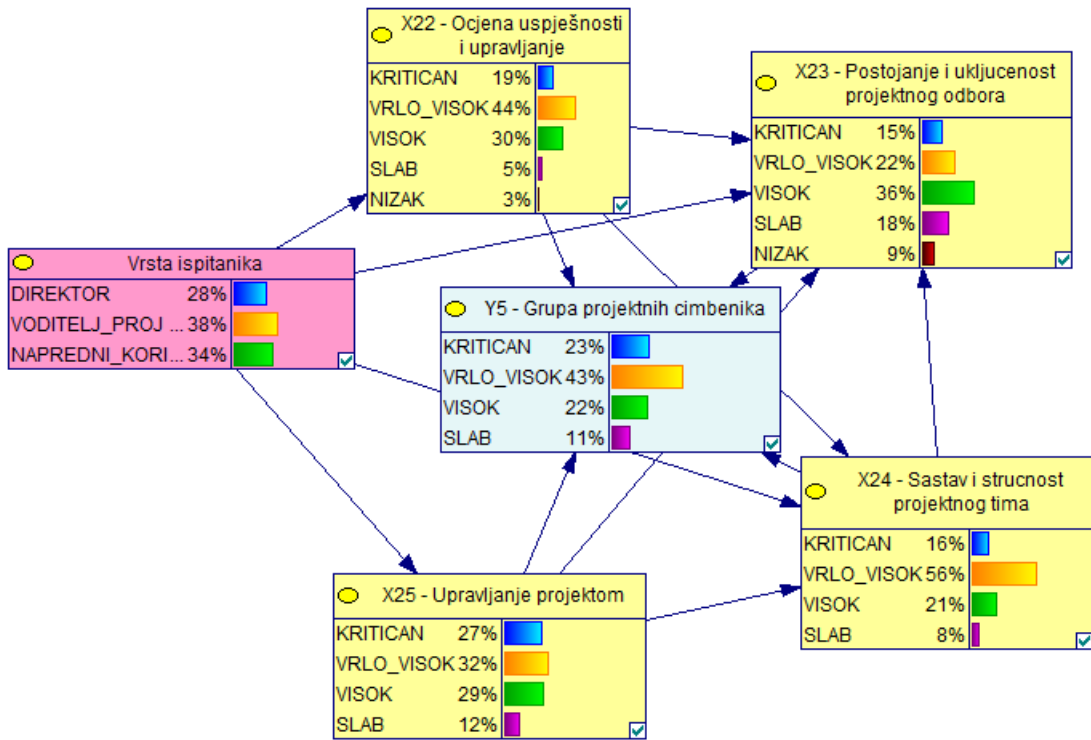 X22 - Ocjena uspješnosti
i upravljanje
KRITICAN 19%
VRLO_VISOK 44%
VISOK 30%
SLAB 5%
NIZAK 3%
X23 - Postojanje i ukljucenost
projektnog odbora
KRITICAN 15%
VRLO_VISOK 22%
VISOK 36%
SLAB 18%
NIZAK 9%
Vrsta ispitanika
DIREKTOR 28%
VODITELJ_PROJ ... 38%
NAPREDNI_KORI... 34%
Y5 - Grupa projektnih cimbenika
KRITICAN 23%
VRLO_VISOK 43%
VISOK 22%
SLAB 11%
X24 - Sastav i strucnost
projektnog tima
KRITICAN 16%
VRLO_VISOK 56%
VISOK 21%
SLAB 8%
X25 - Upravljanje projektom
KRITICAN 27%
VRLO_VISOK 32%
VISOK 29%
SLAB 12%